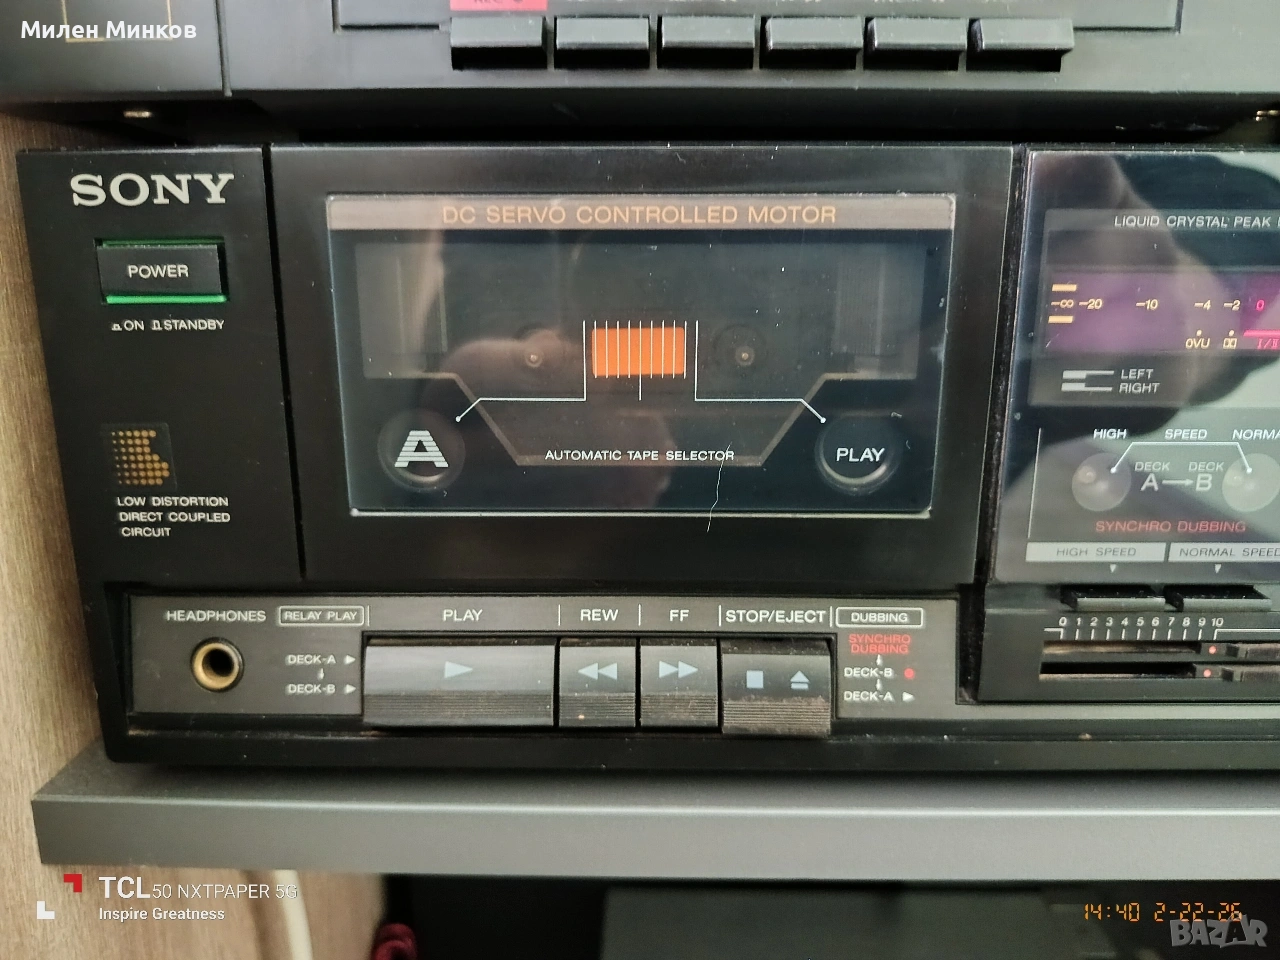 Милен Минков
SONY
POWER
ON STANDBY
LOW DISTORTION
DIRECT COUPLED
CIRCUIT
DC SERVO CONTROLLED MOTOR
A
AUTOMATIC TAPE SELECTOR
PLAY
LIQUID CRYSTAL PEAK
-∞ -20 -10 -4 -2 0
0VU
LEFT
RIGHT
HIGH SPEED
DECK A → DECK B
SYNCHRO DUBBING
HIGH SPEED NORMAL SPEED
0 1 2 3 4 5 6 7 8 9 10
HEADPHONES
RELAY PLAY
DECK-A
DECK-B
PLAY REW FF STOP/EJECT
DUBBING
SYNCHRO
DUBBING
DECK-B
DECK-A
TCL 50 NXTPAPER 5G
Inspire Greatness
14:40 2-22-26
BAZAR